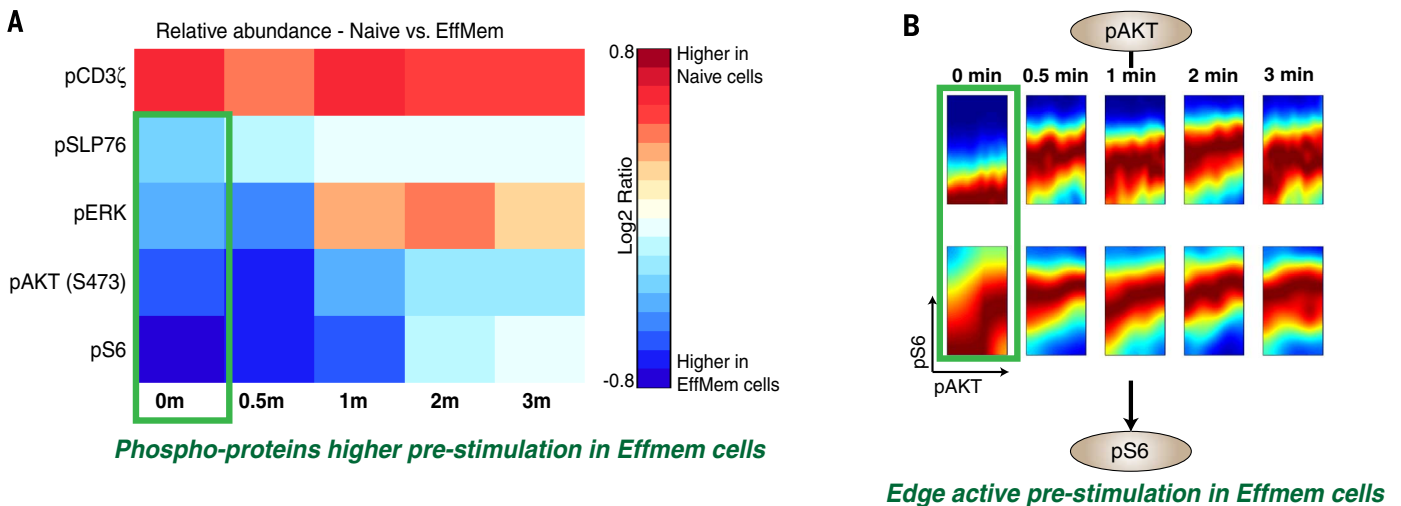 A
Relative abundance - Naive vs. EffMem
pCD3ζ
pSLP76
pERK
pAKT (S473)
pS6
0m 0.5m 1m 2m 3m
0.8
-0.8
Log2 Ratio
Higher in
Naive cells
Higher in
EffMem cells
Phospho-proteins higher pre-stimulation in Effmem cells
B
pAKT
0 min 0.5 min 1 min 2 min 3 min
pS6
pAKT
pS6
Edge active pre-stimulation in Effmem cells